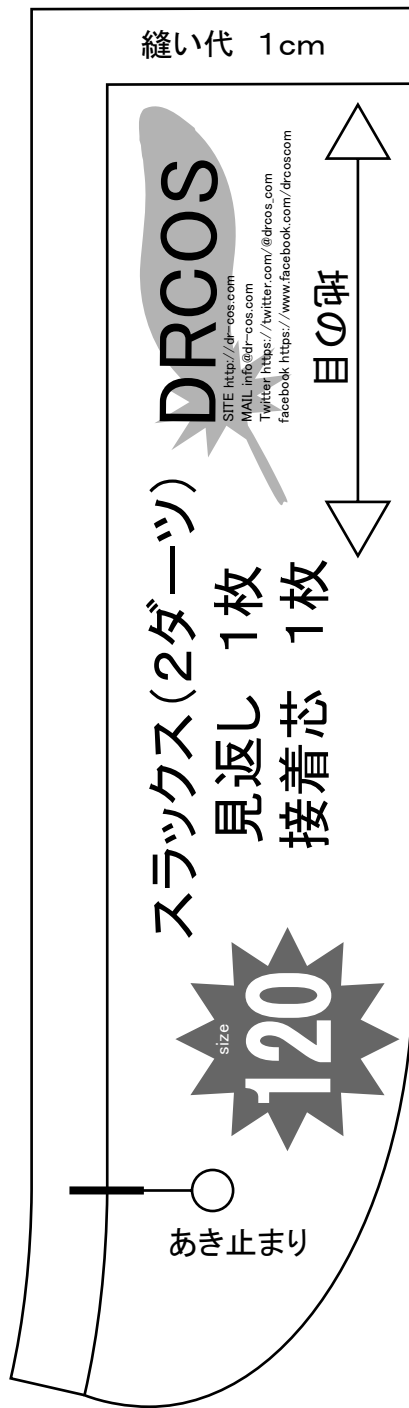 縫い代　1cm
DRCOS
SITE http://dr-cos.com
MAIL info@dr-cos.com
Twitter https://twitter.com/@drcos_com
facebook https://www.facebook.com/drcoscom
地の目
スラックス(2ダーツ)
見返し　1枚
接着芯　1枚
size
120
あき止まり